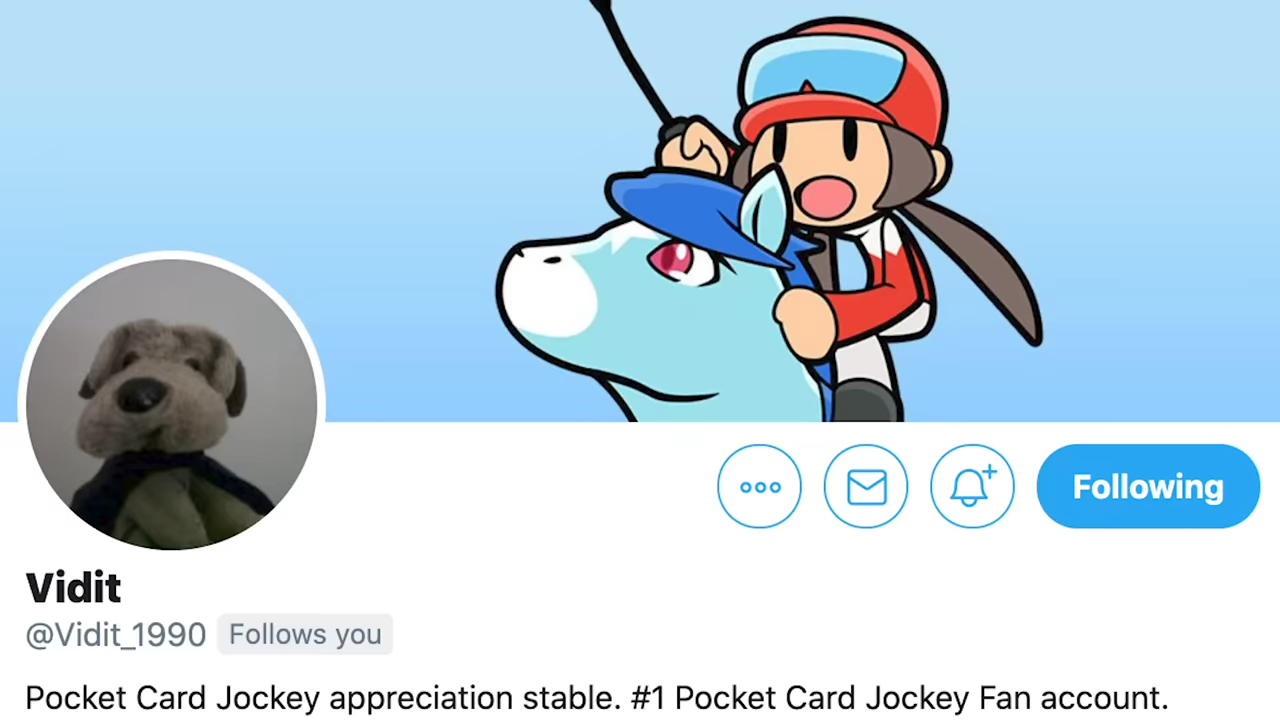 Following
Vidit
@Vidit_1990 Follows you
Pocket Card Jockey appreciation stable. #1 Pocket Card Jockey Fan account.